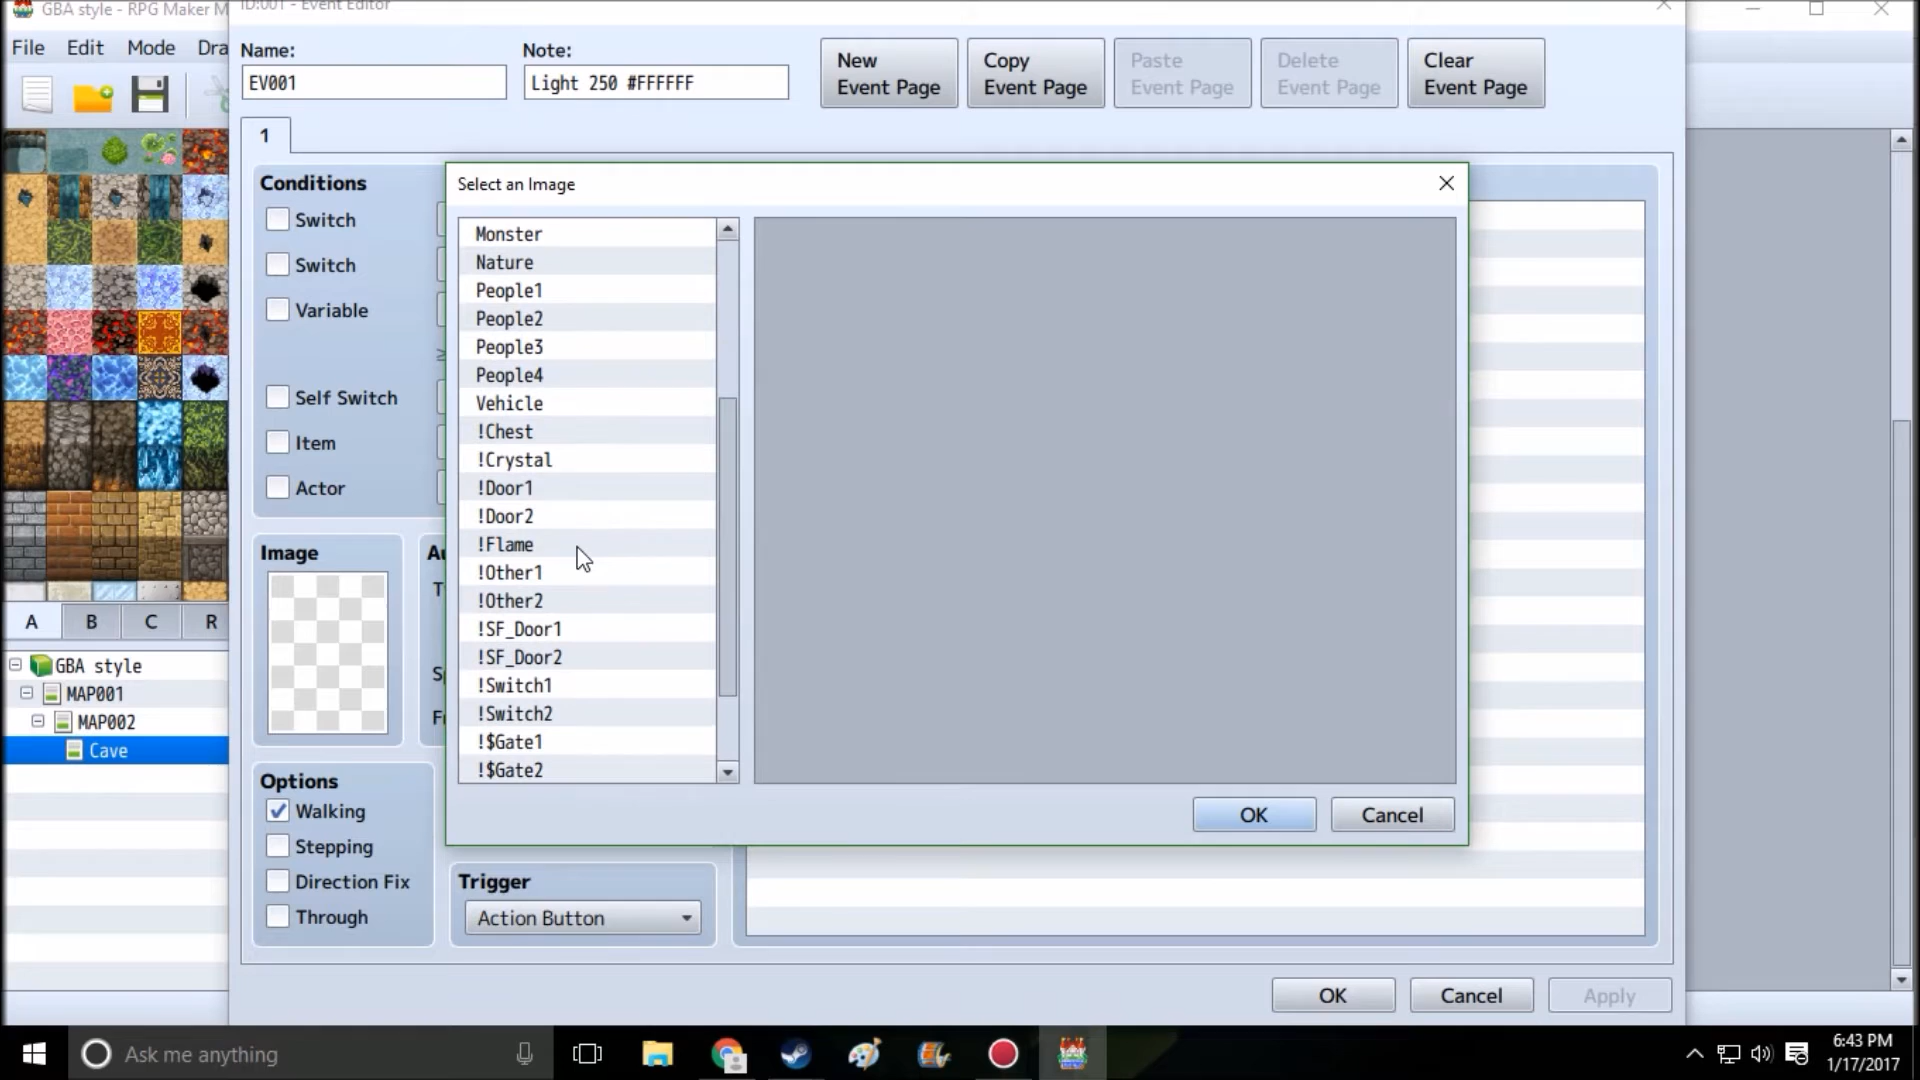 GBA style - RPG Maker M
ID:001 - Event Editor
File Edit Mode Dra
Name:
Note:
EV001
Light 250 #FFFFFF
New
Event Page
Copy
Event Page
Paste
Event Page
Delete
Event Page
Clear
Event Page
1
Conditions
Switch
Switch
Variable
≥
Self Switch
Item
Actor
Image
Au
Sp
Options
Walking
Stepping
Direction Fix
Through
Trigger
Action Button
Select an Image
Monster
Nature
People1
People2
People3
People4
Vehicle
!Chest
!Crystal
!Door1
!Door2
!Flame
!Other1
!Other2
!SF_Door1
!SF_Door2
!Switch1
!Switch2
!$Gate1
!$Gate2
OK Cancel
A B C R
GBA style
MAP001
MAP002
Cave
OK Cancel Apply
Ask me anything
6:43 PM
1/17/2017